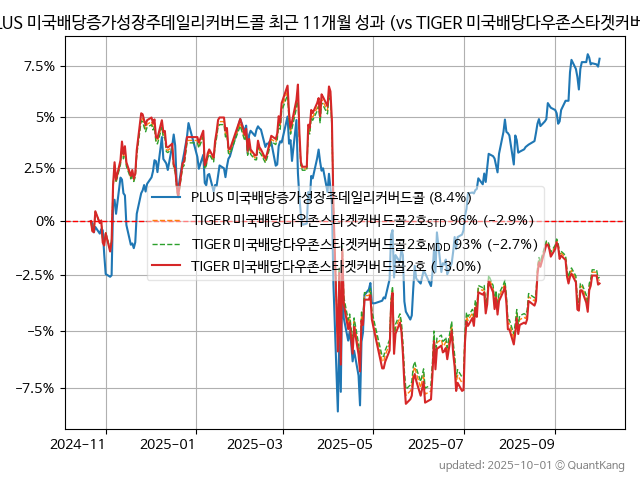 LUS 미국배당증가성장주데일리커버드콜 최근 11개월 성과 (vs TIGER 미국배당다우존스타겟커버
7.5%
5%
2.5%
0%
−2.5%
−5%
−7.5%
PLUS 미국배당증가성장주데일리커버드콜 (8.4%)
TIGER 미국배당다우존스타겟커버드콜2호STD 96% (−2.9%)
TIGER 미국배당다우존스타겟커버드콜2호MDD 93% (−2.7%)
TIGER 미국배당다우존스타겟커버드콜2호 (−3.0%)
2024-11 2025-01 2025-03 2025-05 2025-07 2025-09
updated: 2025-10-01 © QuantKang